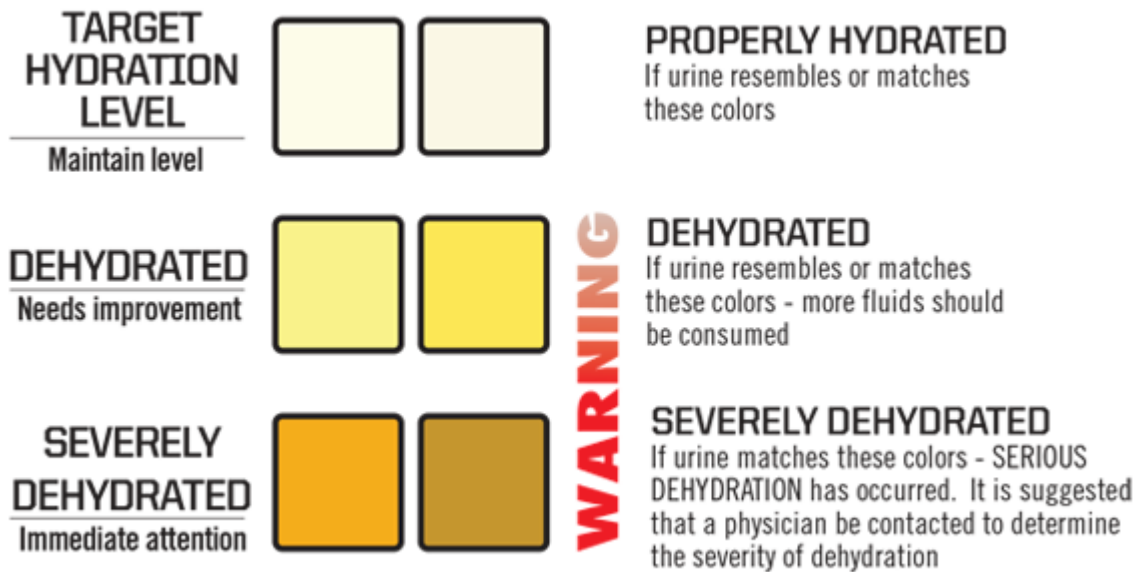 TARGET
HYDRATION
LEVEL
Maintain level
PROPERLY HYDRATED
If urine resembles or matches
these colors
DEHYDRATED
Needs improvement
WARNING
DEHYDRATED
If urine resembles or matches
these colors - more fluids should
be consumed
SEVERELY
DEHYDRATED
Immediate attention
SEVERELY DEHYDRATED
If urine matches these colors - SERIOUS
DEHYDRATION has occurred. It is suggested
that a physician be contacted to determine
the severity of dehydration